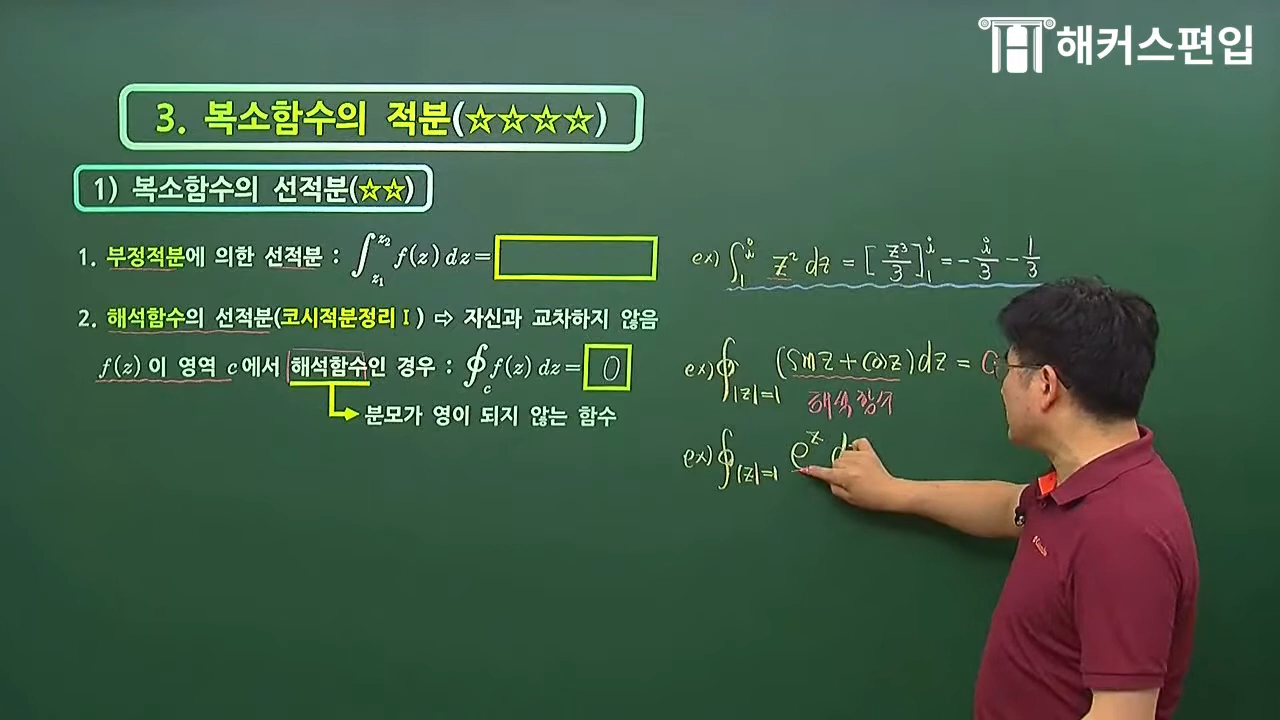 해커스편입
3. 복소함수의 적분(☆☆☆☆)
1) 복소함수의 선적분(☆☆)
1. 부정적분에 의한 선적분 : ∫_{z₁}^{z₂} f(z) dz =
ex) ∫_1^i z² dz = [z³/3]_1^i = -i/3 - 1/3
2. 해석함수의 선적분(코시적분정리 I) ⇨ 자신과 교차하지 않음
f(z)이 영역 c에서 해석함수인 경우 : ∮_c f(z) dz = 0
분모가 영이 되지 않는 함수
ex) ∮_{|z|=1} (sinz + cosz) dz =
해석함수
ex) ∮_{|z|=1} e^z